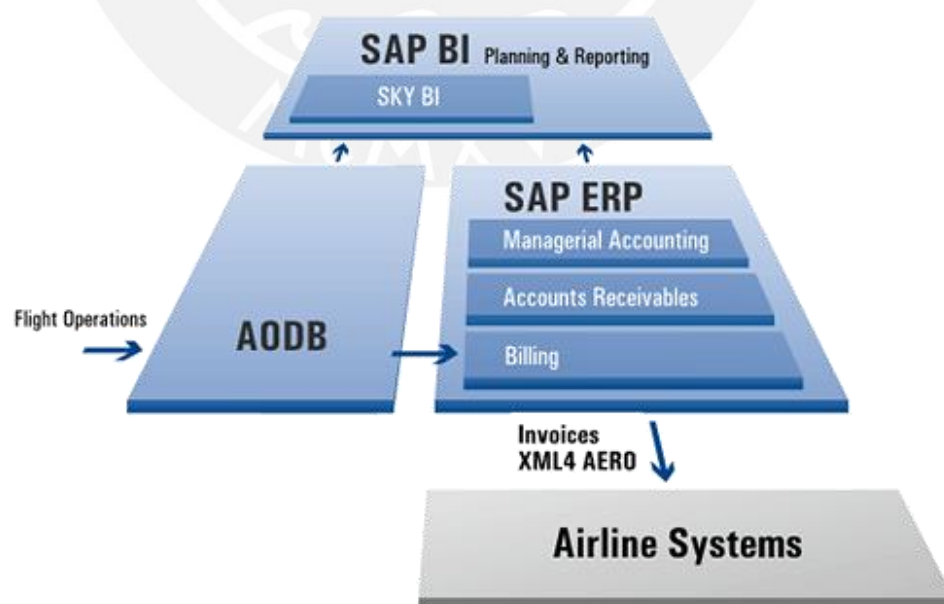 SAP BI Planning & Reporting
SKY BI
SAP ERP
Managerial Accounting
Accounts Receivables
Billing
Flight Operations
AODB
Invoices
XML4 AERO
Airline Systems